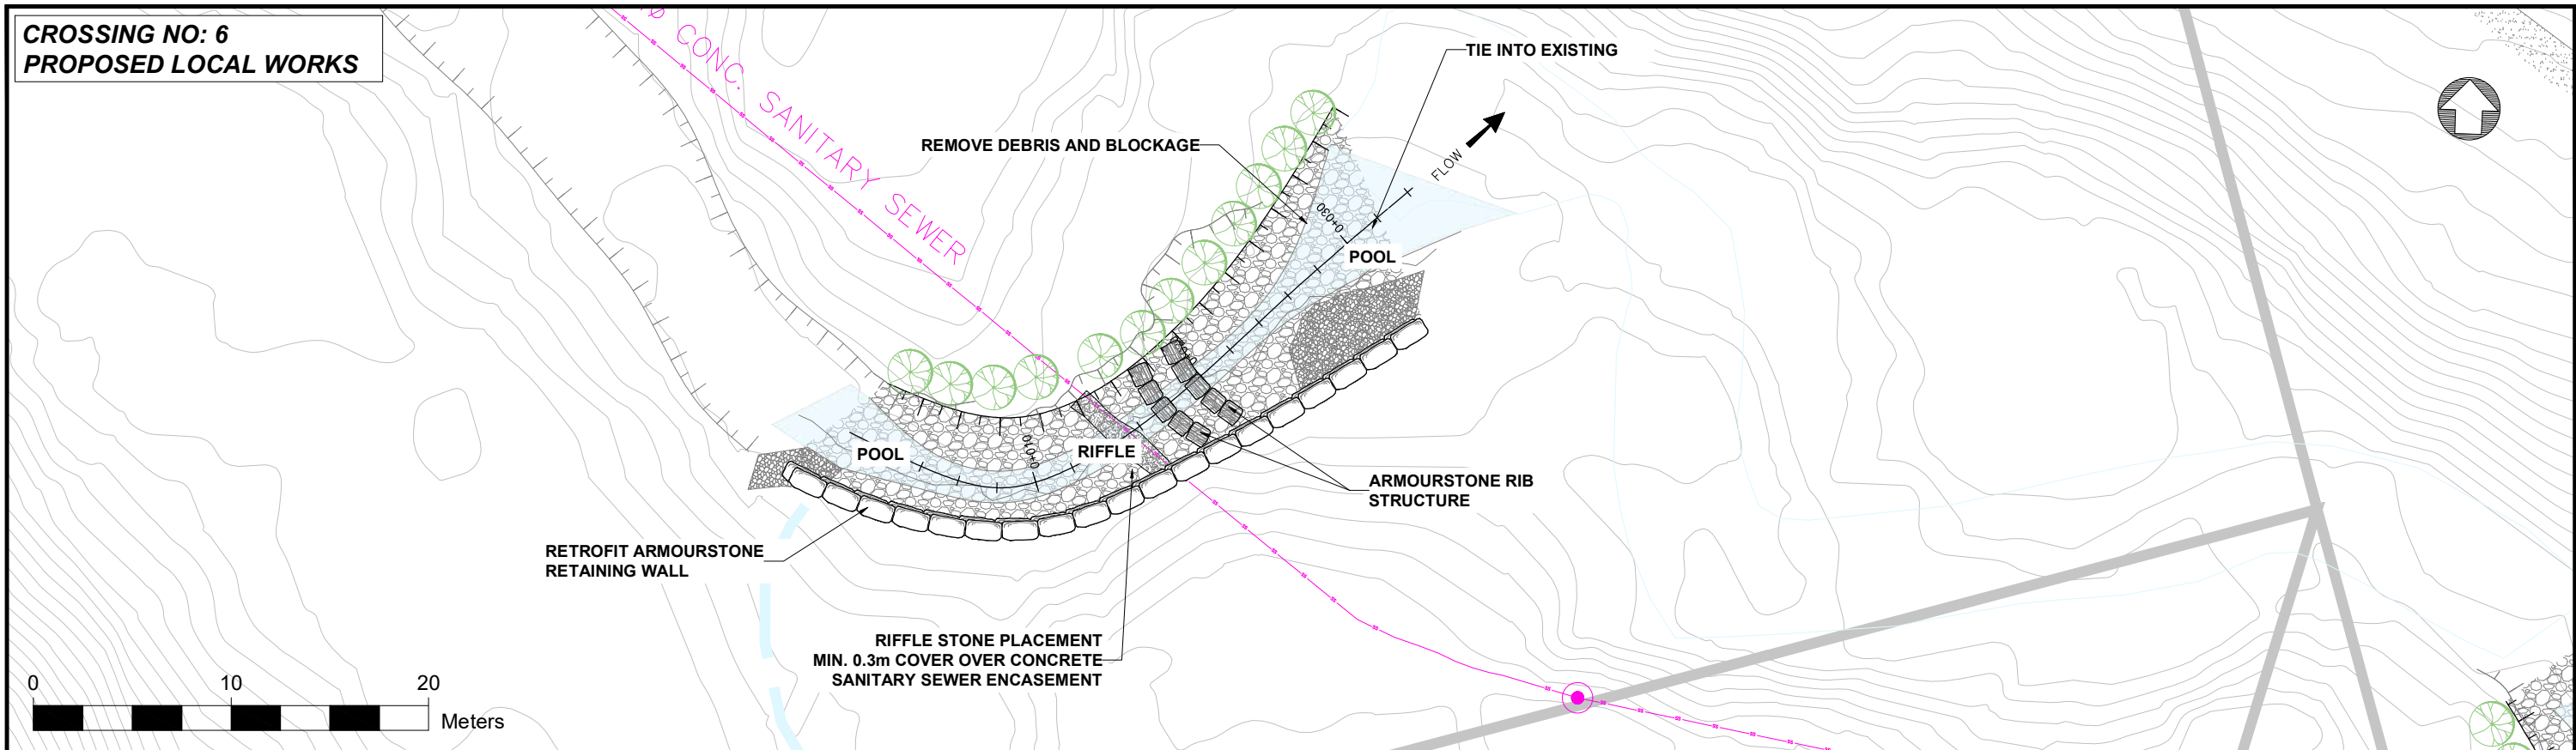 CROSSING NO: 6
PROPOSED LOCAL WORKS
CONC. SANITARY SEWER
TIE INTO EXISTING
REMOVE DEBRIS AND BLOCKAGE
FLOW
0+030
POOL
POOL
0+010
RIFFLE
ARMOURSTONE RIB
STRUCTURE
RETROFIT ARMOURSTONE
RETAINING WALL
RIFFLE STONE PLACEMENT
MIN. 0.3m COVER OVER CONCRETE
SANITARY SEWER ENCASEMENT
0 10 20
Meters